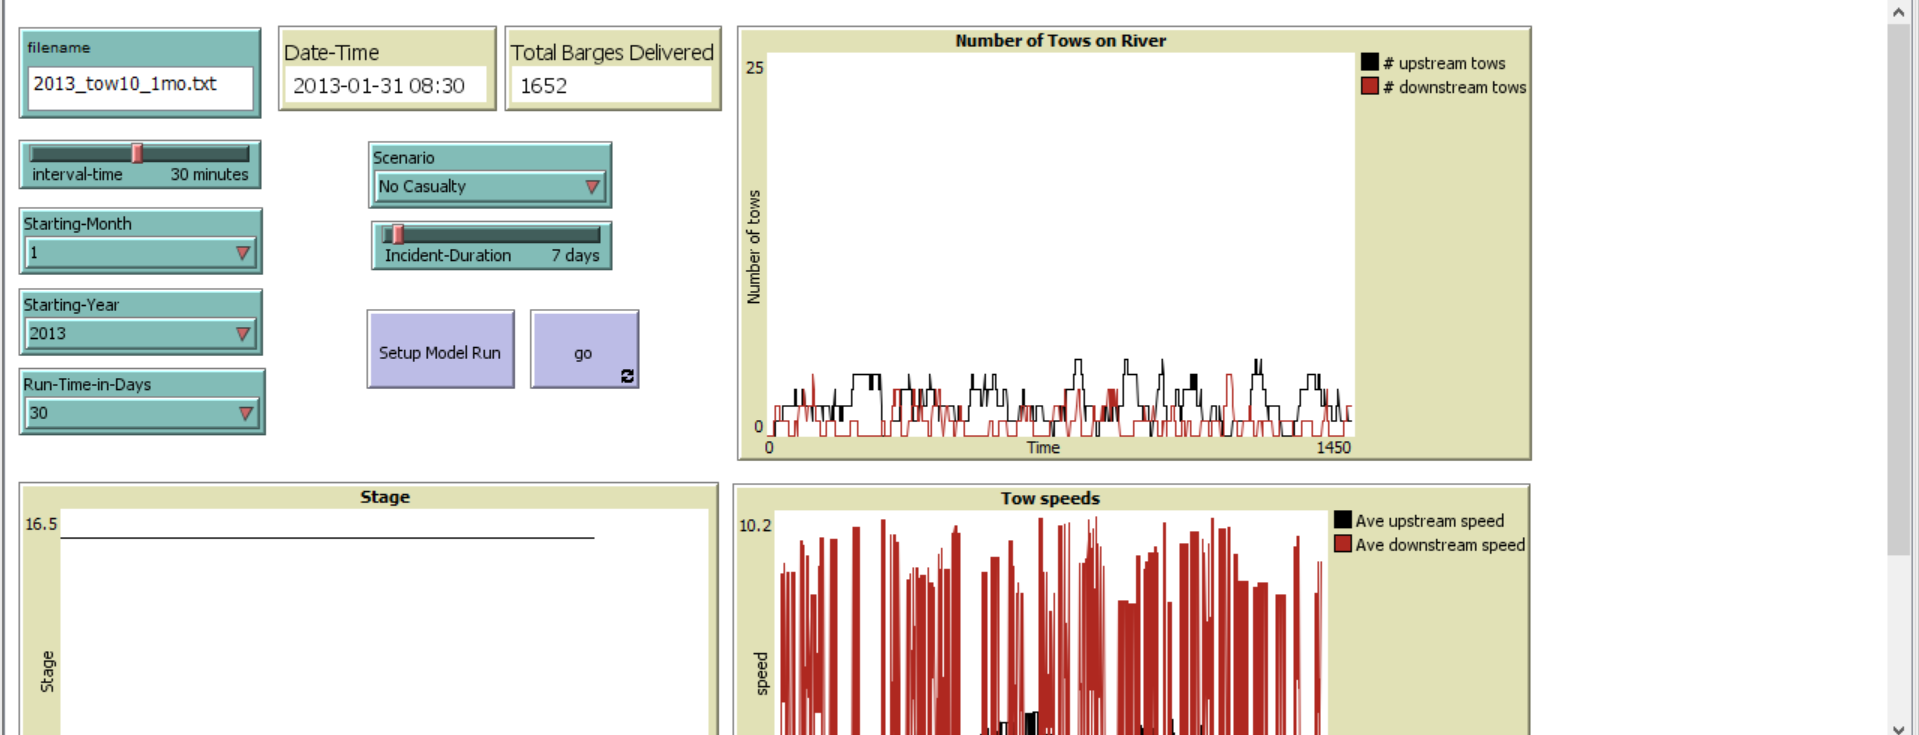 filename
2013_tow10_1mo.txt
Date-Time
2013-01-31 08:30
Total Barges Delivered
1652
interval-time 30 minutes
Scenario
No Casualty
Starting-Month
1
Incident-Duration 7 days
Starting-Year
2013
Setup Model Run
go
Run-Time-in-Days
30
Number of Tows on River
25
Number of tows
0
0 Time 1450
# upstream tows
# downstream tows
Stage
16.5
Stage
Tow speeds
10.2
speed
Ave upstream speed
Ave downstream speed